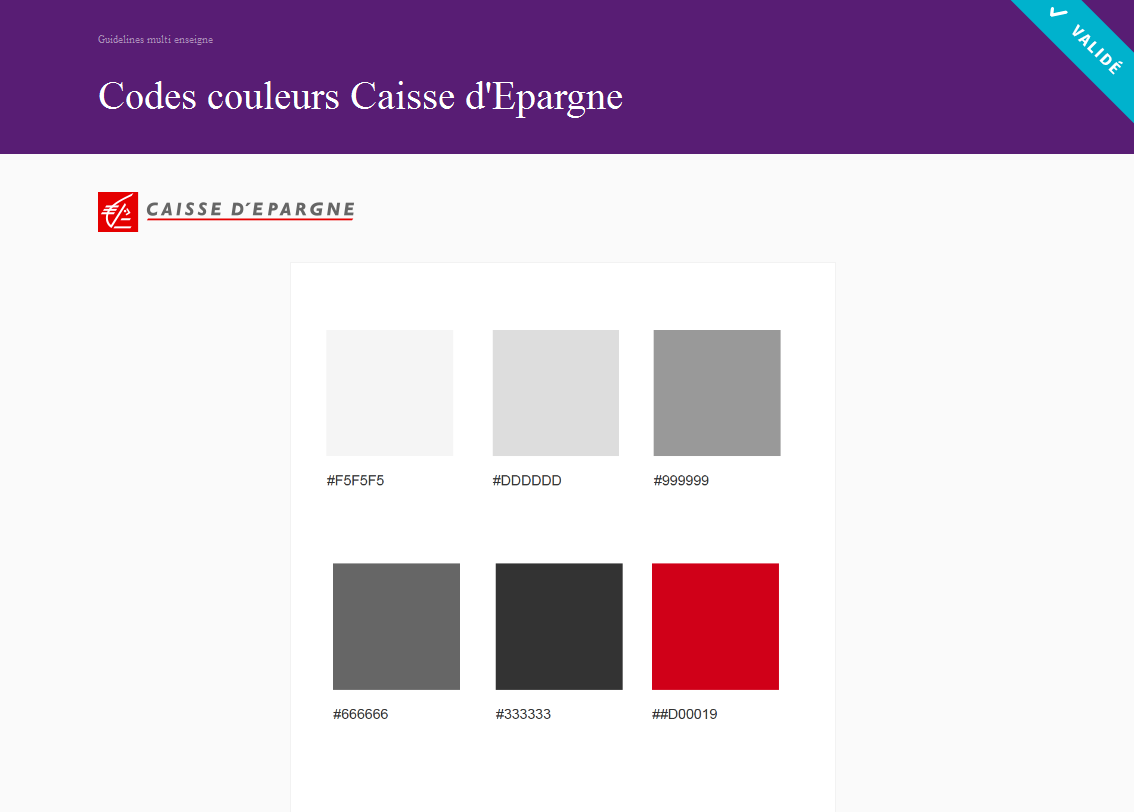 Guidelines multi enseigne
VALIDÉ
Codes couleurs Caisse d'Epargne
CAISSE D'EPARGNE
#F5F5F5
#DDDDDD
#999999
#666666
#333333
##D00019